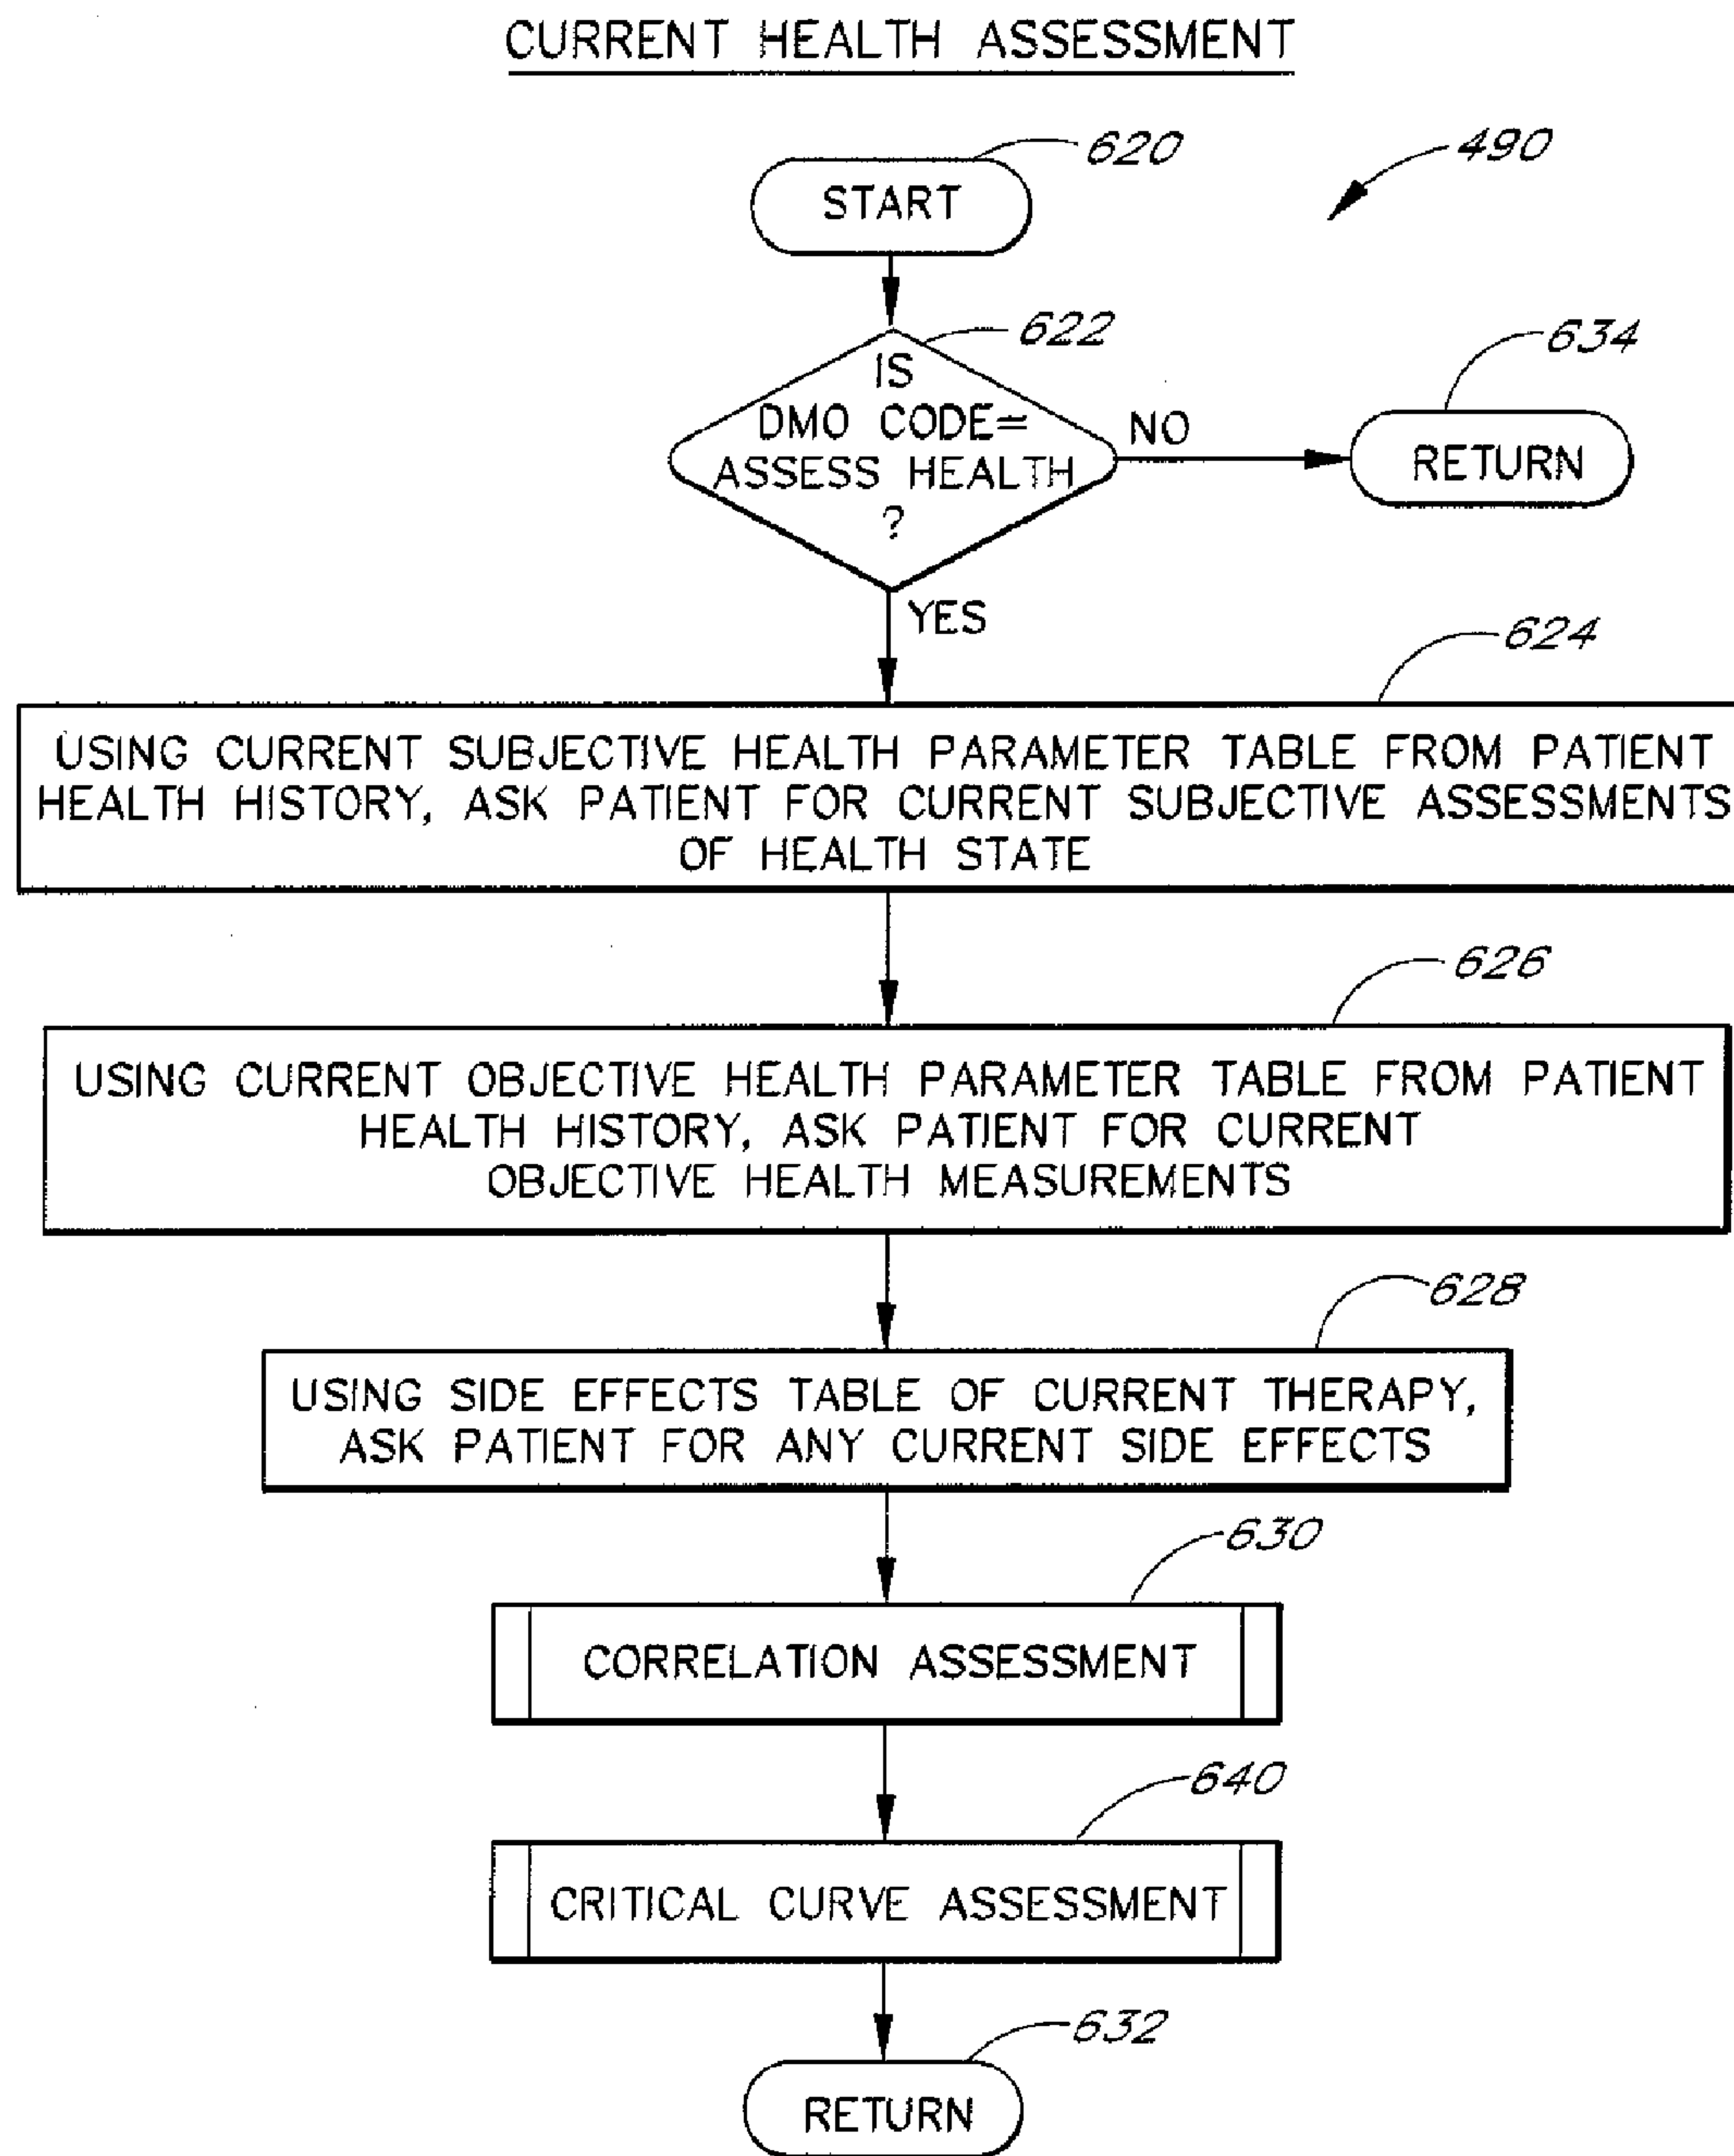 CURRENT HEALTH ASSESSMENT
620
490
START
622
634
IS
DMO CODE=
ASSESS HEALTH
?
NO
RETURN
YES
624
USING CURRENT SUBJECTIVE HEALTH PARAMETER TABLE FROM PATIENT
HEALTH HISTORY, ASK PATIENT FOR CURRENT SUBJECTIVE ASSESSMENTS
OF HEALTH STATE
626
USING CURRENT OBJECTIVE HEALTH PARAMETER TABLE FROM PATIENT
HEALTH HISTORY, ASK PATIENT FOR CURRENT
OBJECTIVE HEALTH MEASUREMENTS
628
USING SIDE EFFECTS TABLE OF CURRENT THERAPY,
ASK PATIENT FOR ANY CURRENT SIDE EFFECTS
630
CORRELATION ASSESSMENT
640
CRITICAL CURVE ASSESSMENT
632
RETURN